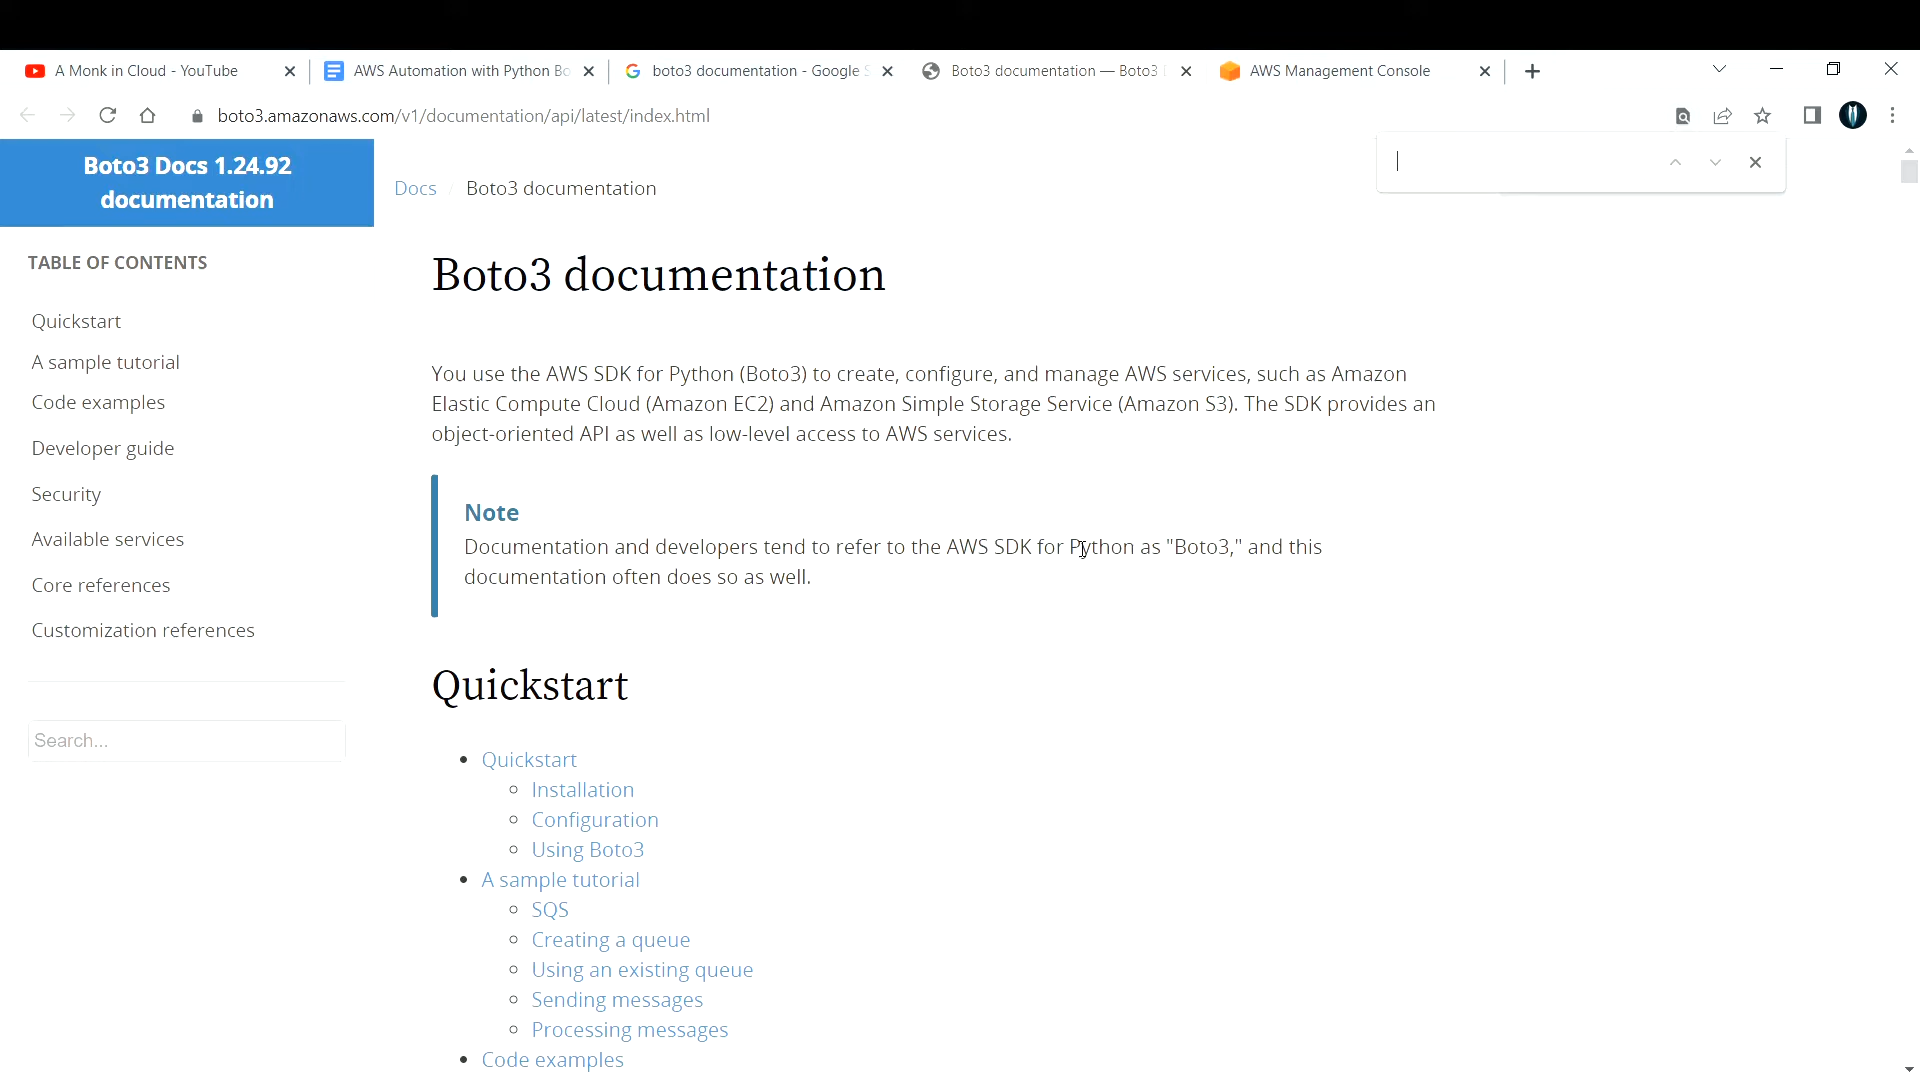 A Monk in Cloud - YouTube
AWS Automation with Python Bo
boto3 documentation - Google S
Boto3 documentation — Boto3
AWS Management Console
boto3.amazonaws.com/v1/documentation/api/latest/index.html
Boto3 Docs 1.24.92
documentation
TABLE OF CONTENTS
Quickstart
A sample tutorial
Code examples
Developer guide
Security
Available services
Core references
Customization references
Search...
Docs / Boto3 documentation
Boto3 documentation
You use the AWS SDK for Python (Boto3) to create, configure, and manage AWS services, such as Amazon
Elastic Compute Cloud (Amazon EC2) and Amazon Simple Storage Service (Amazon S3). The SDK provides an
object-oriented API as well as low-level access to AWS services.
Note
Documentation and developers tend to refer to the AWS SDK for Python as "Boto3," and this
documentation often does so as well.
Quickstart
• Quickstart
○ Installation
○ Configuration
○ Using Boto3
• A sample tutorial
○ SQS
○ Creating a queue
○ Using an existing queue
○ Sending messages
○ Processing messages
• Code examples